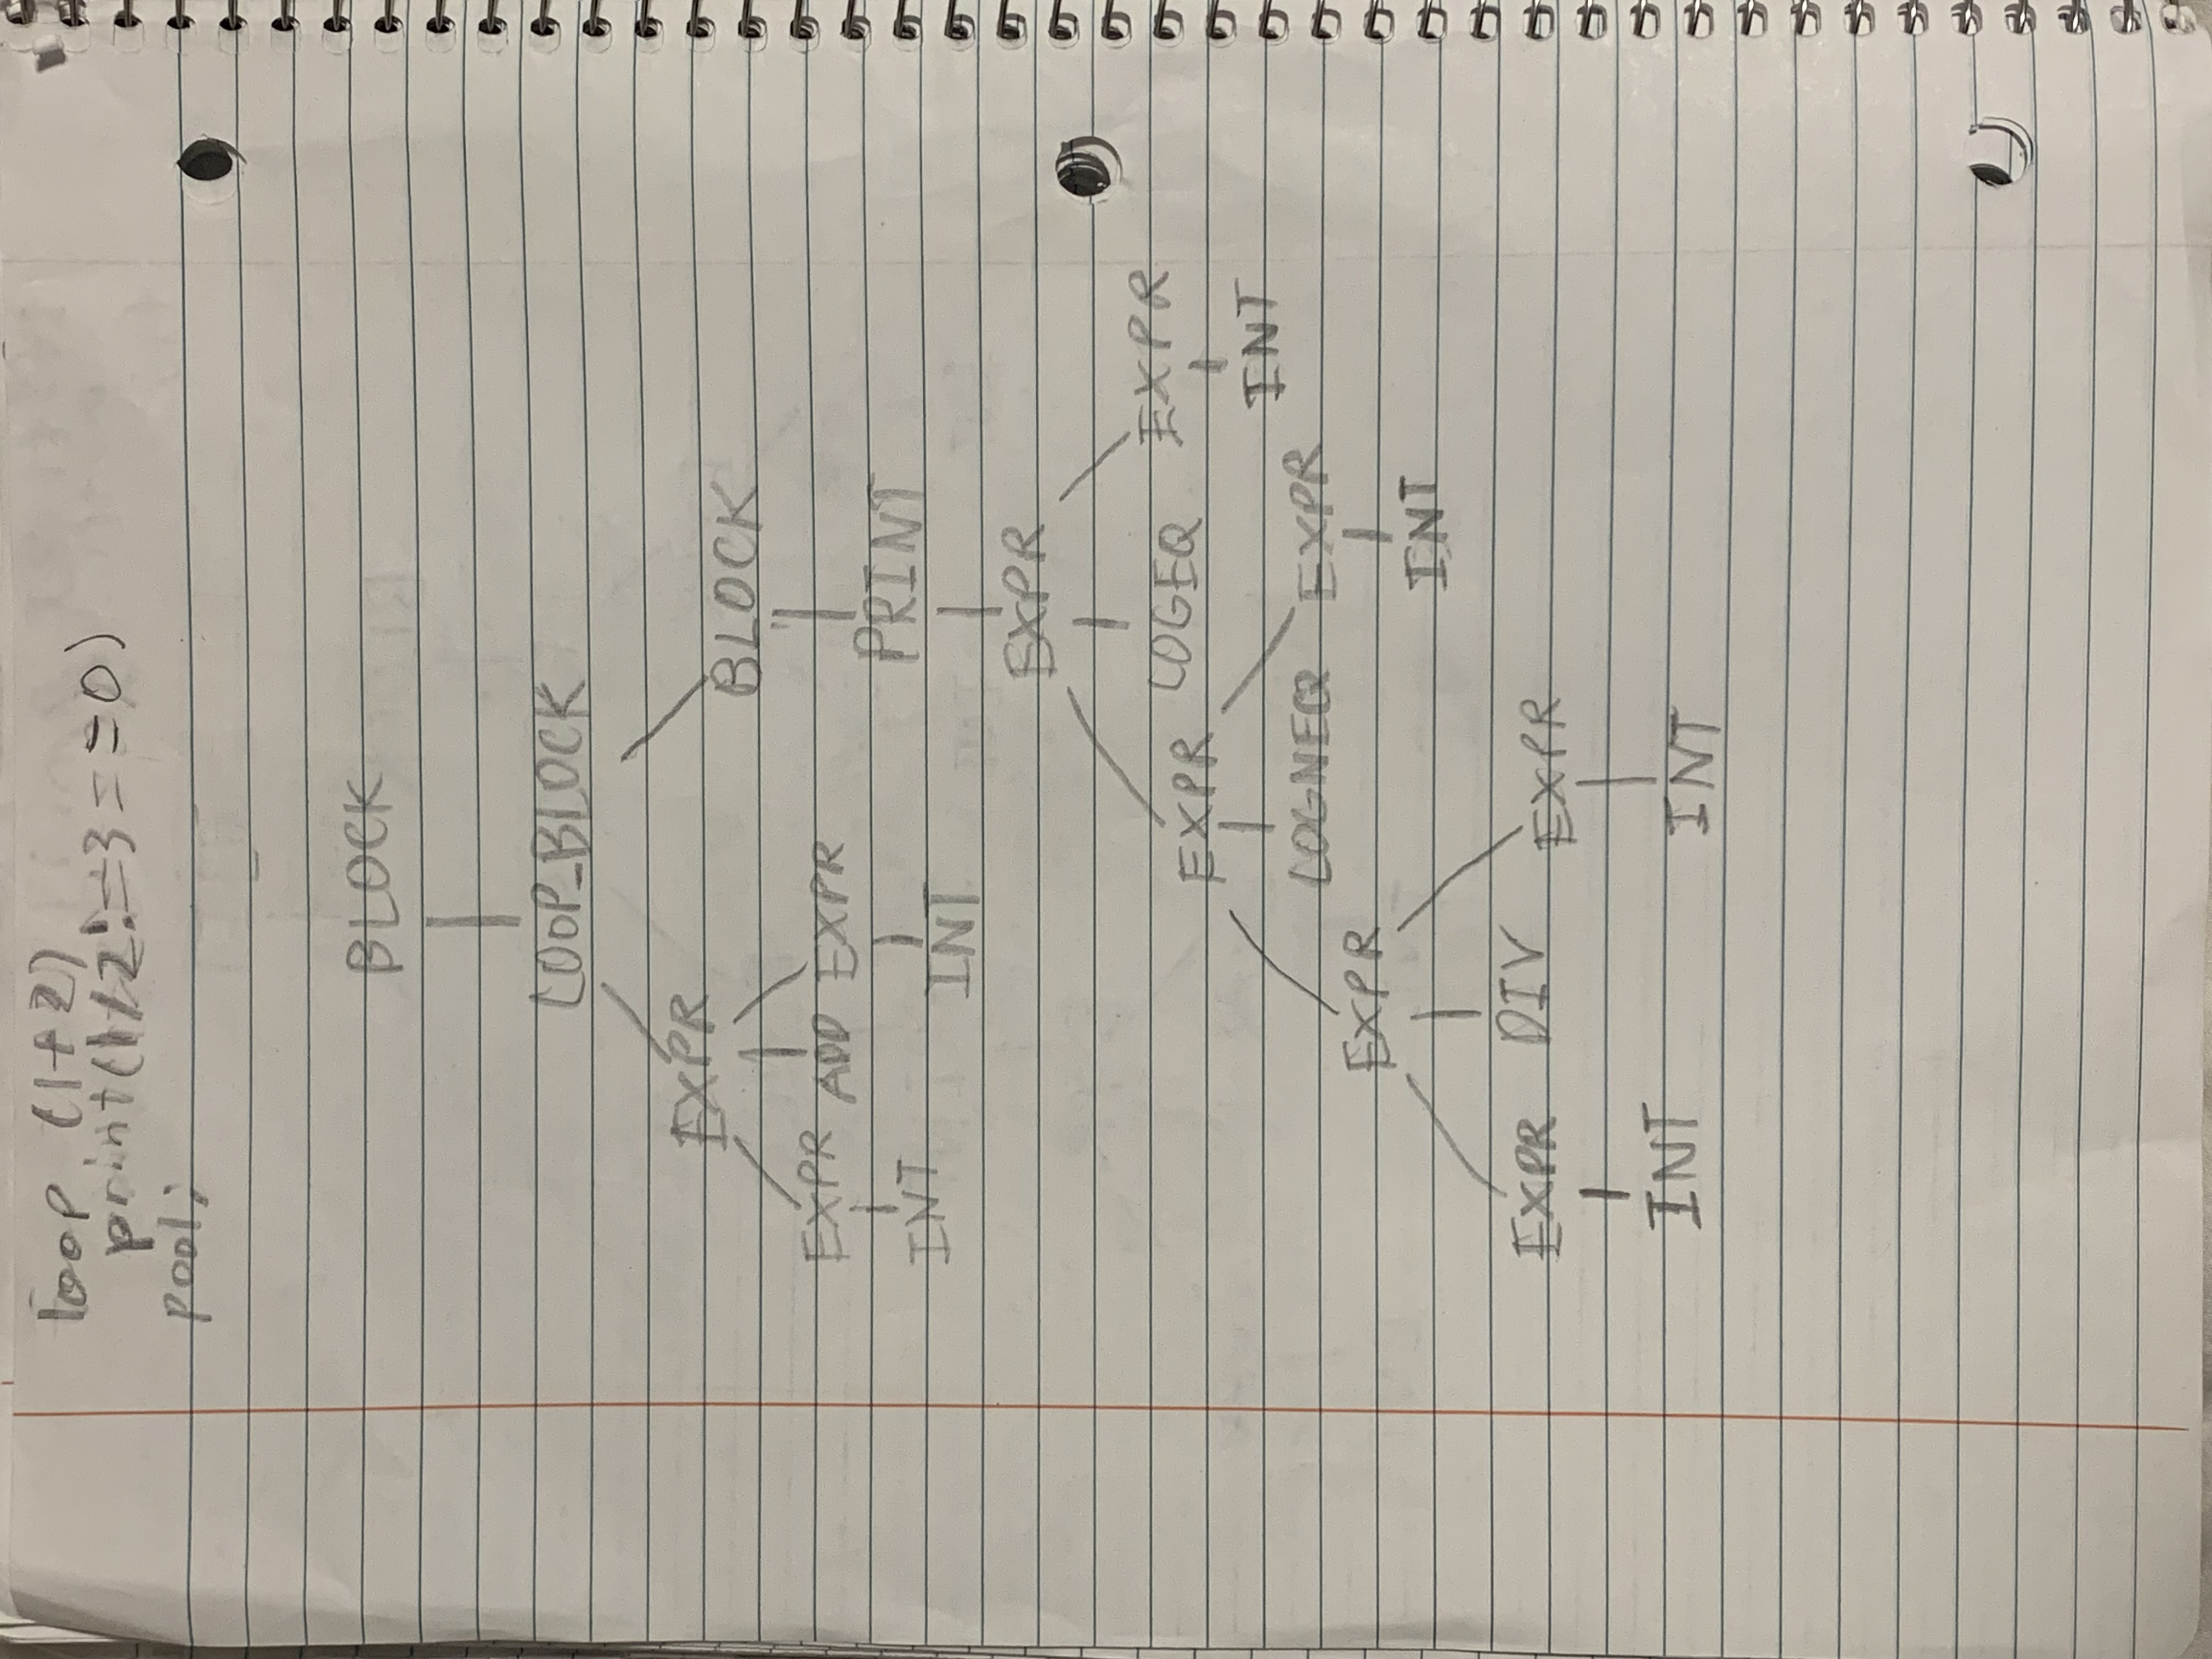 loop (1+2)
print(1/2!=3==0)
pool;
BLOCK
LOOP_BLOCK
EXPR
BLOCK
EXPR ADD EXPR
PRINT
INT
INT
EXPR
EXPR LOGEQ EXPR
INT
LOGNEQ EXPR
EXPR
INT
EXPR DIV EXPR
INT
INT